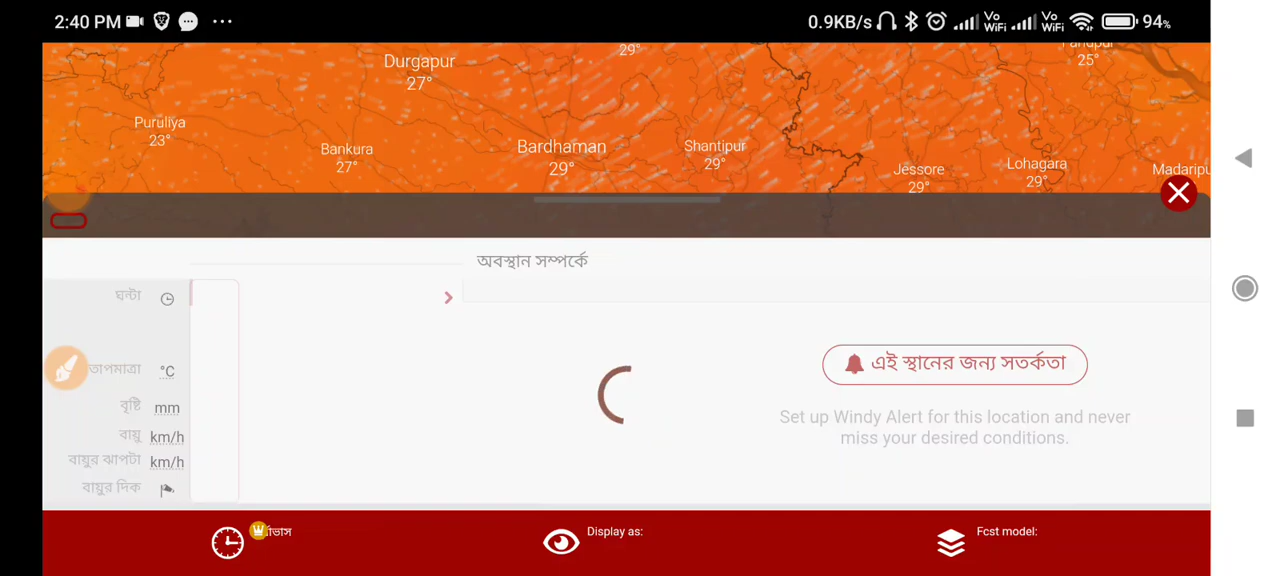 2:40 PM
0.9KB/s Vo WiFi Vo WiFi 94%
29°
Faridpur
25°
Durgapur
27°
Puruliya
23°
Bankura
27°
Bardhaman
29°
Shantipur
29°
Jessore
29°
Lohagara
29°
Madaripu
অবস্থান সম্পর্কে
ঘন্টা
তাপমাত্রা °C
বৃষ্টি mm
বায়ু km/h
বায়ুর ঝাপটা km/h
বায়ুর দিক
এই স্থানের জন্য সতর্কতা
Set up Windy Alert for this location and never
miss your desired conditions.
Display as:
Fcst model: